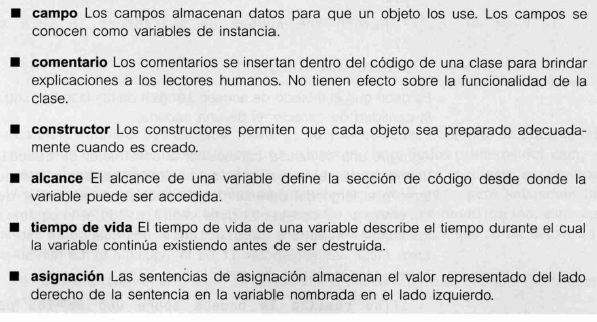 ■ campo Los campos almacenan datos para que un objeto los use. Los campos se
conocen como variables de instancia.
■ comentario Los comentarios se insertan dentro del código de una clase para brindar
explicaciones a los lectores humanos. No tienen efecto sobre la funcionalidad de la
clase.
■ constructor Los constructores permiten que cada objeto sea preparado adecuada-
mente cuando es creado.
■ alcance El alcance de una variable define la sección de código desde donde la
variable puede ser accedida.
■ tiempo de vida El tiempo de vida de una variable describe el tiempo durante el cual
la variable continúa existiendo antes de ser destruida.
■ asignación Las sentencias de asignación almacenan el valor representado del lado
derecho de la sentencia en la variable nombrada en el lado izquierdo.